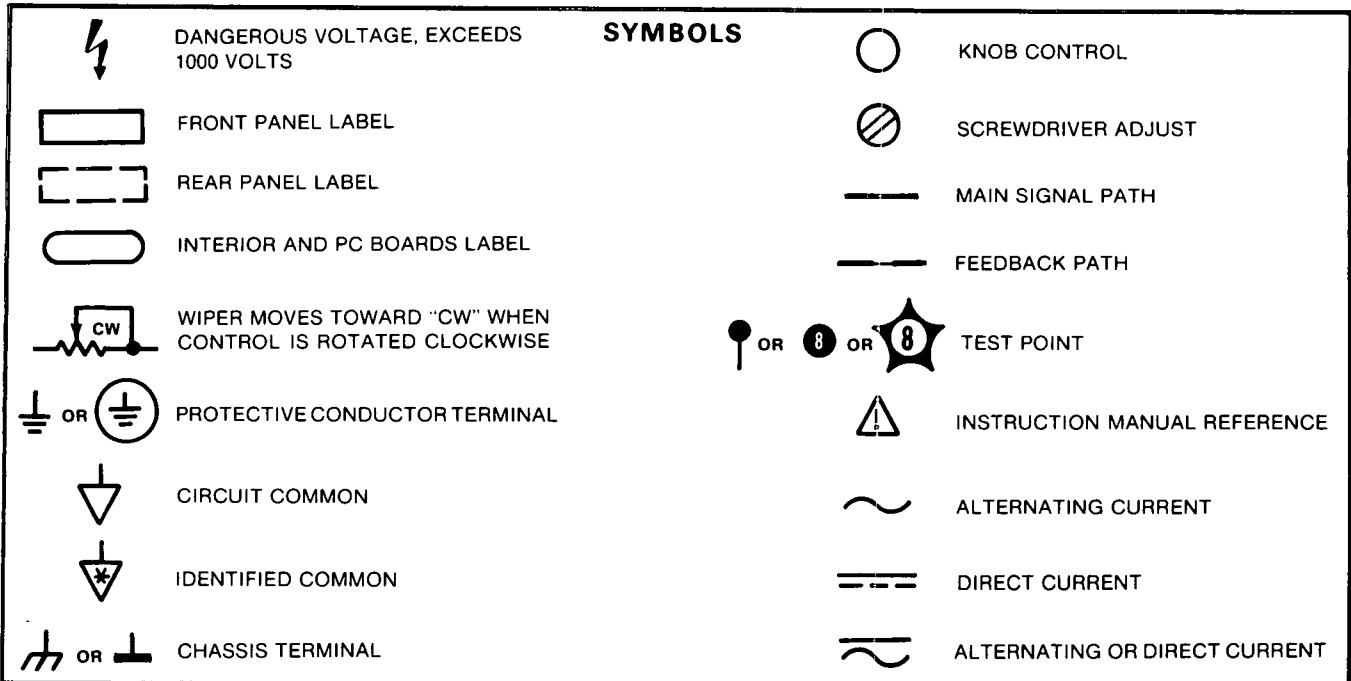 SYMBOLS
DANGEROUS VOLTAGE, EXCEEDS
1000 VOLTS
FRONT PANEL LABEL
REAR PANEL LABEL
INTERIOR AND PC BOARDS LABEL
CW
WIPER MOVES TOWARD "CW" WHEN
CONTROL IS ROTATED CLOCKWISE
OR
PROTECTIVE CONDUCTOR TERMINAL
CIRCUIT COMMON
*
IDENTIFIED COMMON
OR
CHASSIS TERMINAL
KNOB CONTROL
SCREWDRIVER ADJUST
MAIN SIGNAL PATH
FEEDBACK PATH
OR 8 OR 8 TEST POINT
!
INSTRUCTION MANUAL REFERENCE
ALTERNATING CURRENT
DIRECT CURRENT
ALTERNATING OR DIRECT CURRENT